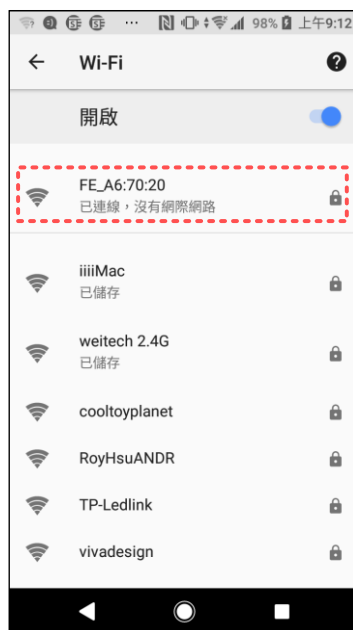 98% 上午9:12
Wi-Fi
開啟
FE_A6:70:20
已連線，沒有網際網路
iiiiMac
已儲存
weitech 2.4G
已儲存
cooltoyplanet
RoyHsuANDR
TP-Ledlink
vivadesign